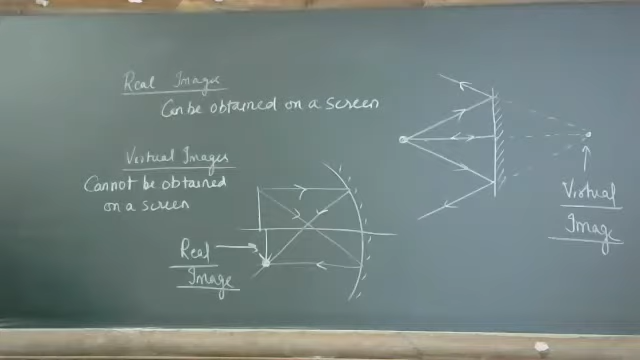 Real Images
Can be obtained on a screen
Virtual Images
Cannot be obtained
on a screen
Real
Image
Virtual
Image